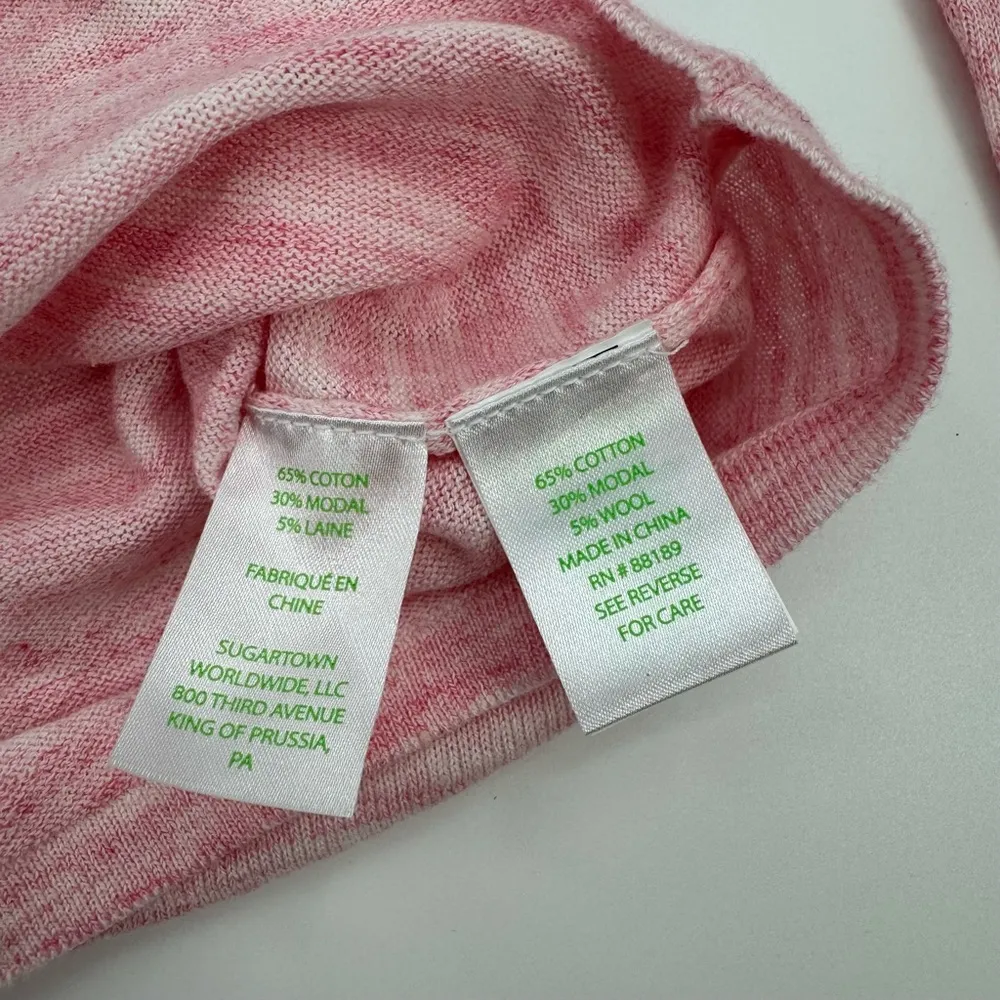 65% COTON
30% MODAL
5% LAINE
FABRIQUÉ EN
CHINE
SUGARTOWN
WORLDWIDE, LLC
800 THIRD AVENUE
KING OF PRUSSIA,
PA
65% COTTON
30% MODAL
5% WOOL
MADE IN CHINA
RN # 88189
SEE REVERSE
FOR CARE